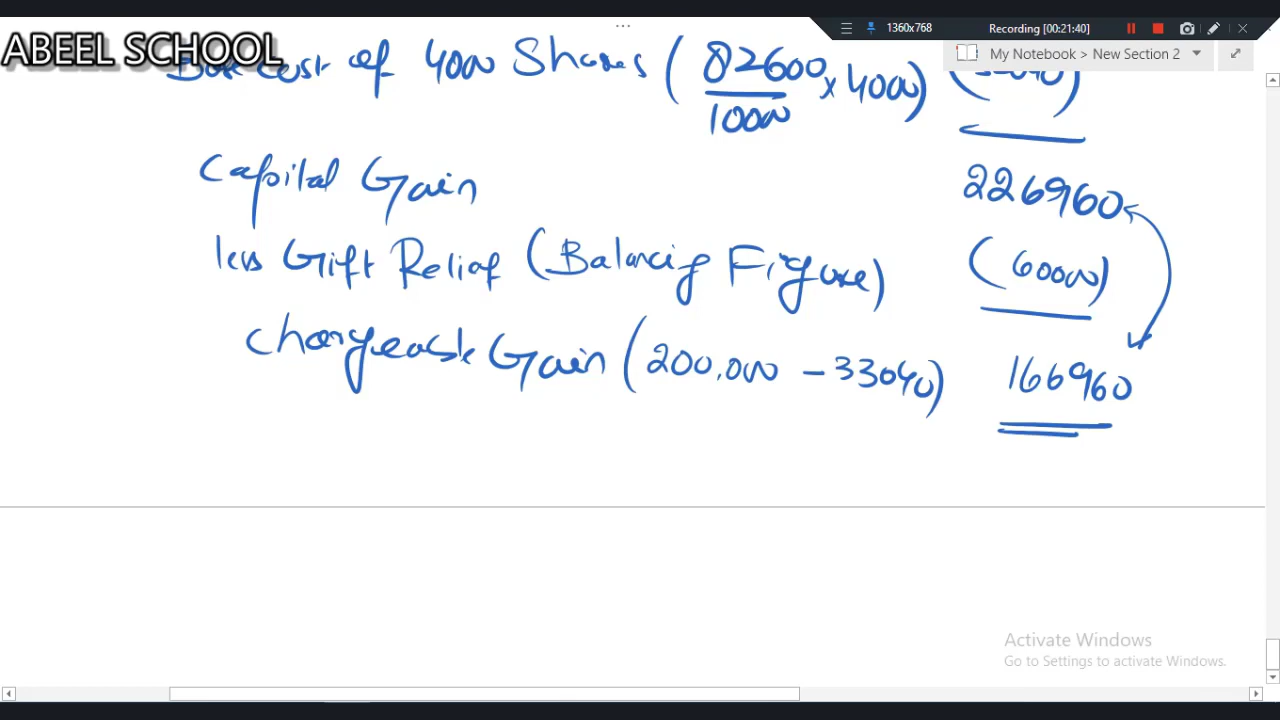 Recording [00:21:40]
1360x768
ABEEL SCHOOL
My Notebook > New Section 2
cost of 4000 Shares ( 82600 / 10000 x 4000)
Capital Gain 226960
less Gift Relief (Balancing Figure) (60000)
Chargeable Gain (200,000 - 33040) 166960
Activate Windows
Go to Settings to activate Windows.